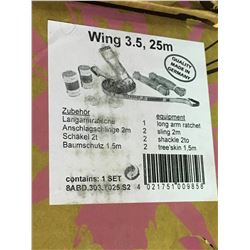 Wing 3.5, 25m
QUALITY
MADE IN
GERMANY
Zubehör equipment
Langarmratsche 1 long arm ratchet
Anschlagschlinge 2m 2 sling 2m
Schäkel 2t 2 shackle 2to
Baumschutz 1,5m 2 tree'skin 1,5m
contains: 1 SET
8ABD.303.1025.S2
4 021751 009858